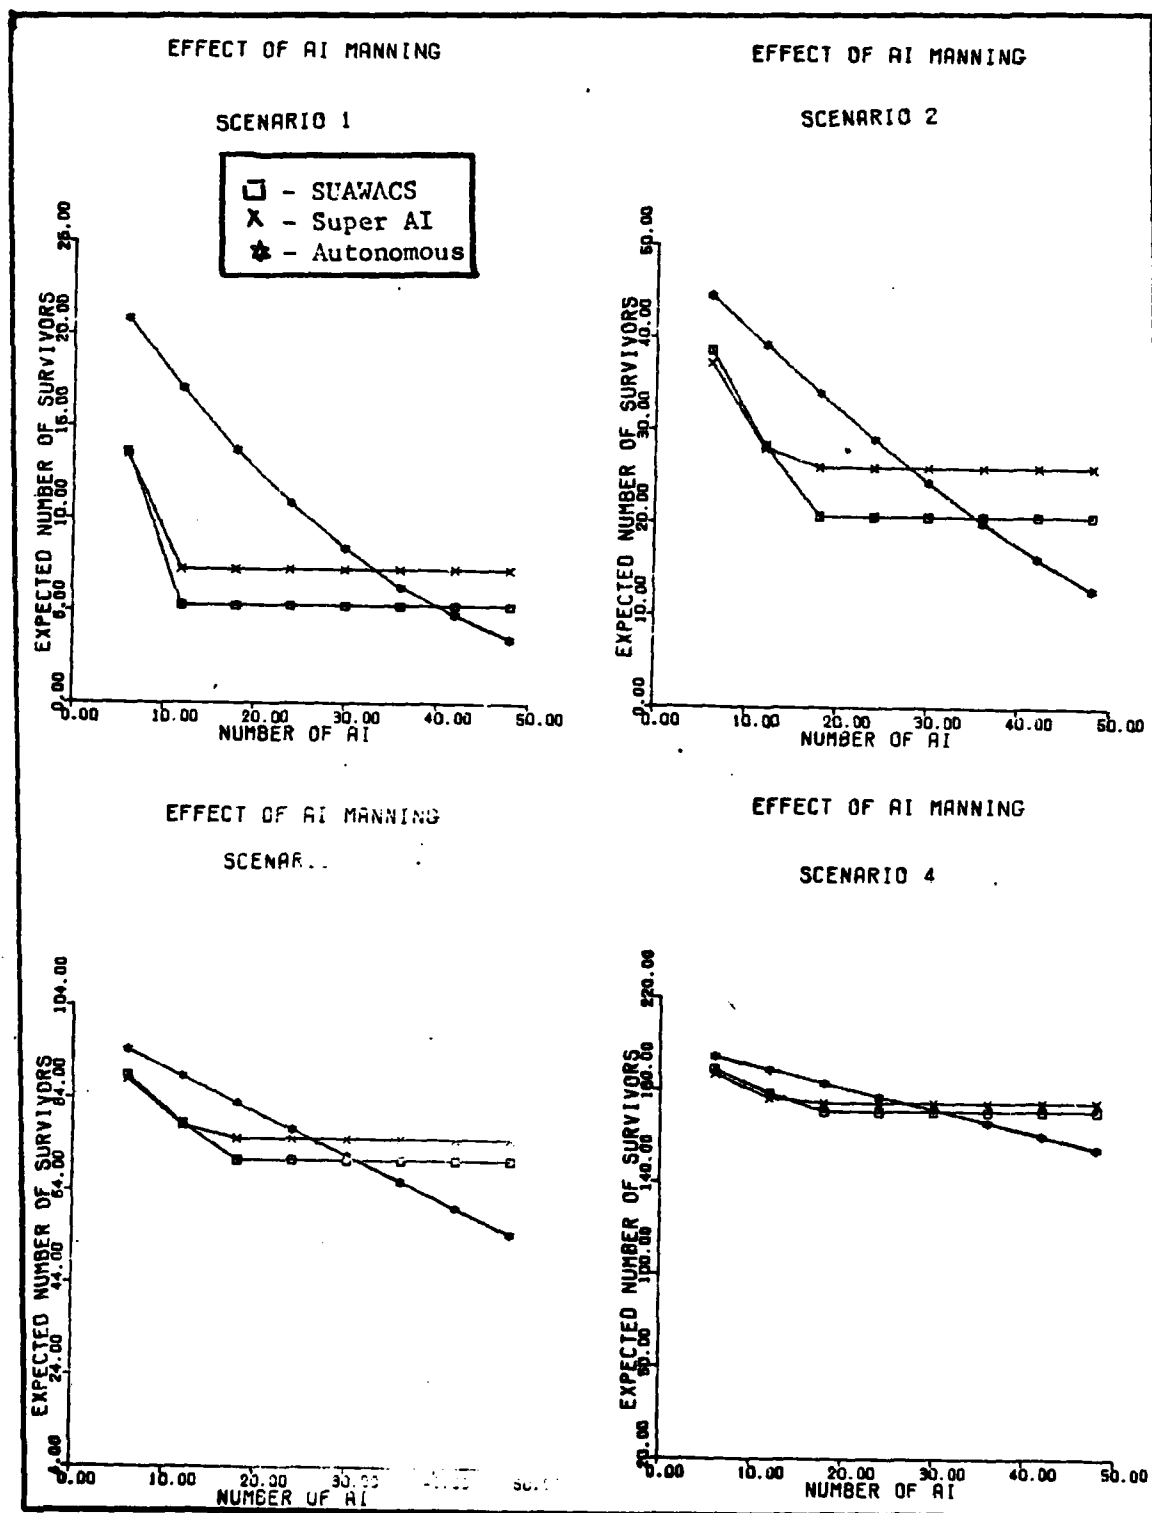 EFFECT OF AI MANNING
SCENARIO 1
□ - SUAWACS
X - Super AI
✡ - Autonomous
EXPECTED NUMBER OF SURVIVORS
25.00
20.00
15.00
10.00
5.00
0.00
0.00 10.00 20.00 30.00 40.00 50.00
NUMBER OF AI
EFFECT OF AI MANNING
SCENARIO 2
EXPECTED NUMBER OF SURVIVORS
50.00
40.00
30.00
20.00
10.00
0.00
0.00 10.00 20.00 30.00 40.00 50.00
NUMBER OF AI
EFFECT OF AI MANNING
SCENAR
EXPECTED NUMBER OF SURVIVORS
104.00
84.00
64.00
44.00
24.00
4.00
0.00 10.00 20.00 30.00
NUMBER OF AI
EFFECT OF AI MANNING
SCENARIO 4
EXPECTED NUMBER OF SURVIVORS
220.00
180.00
140.00
100.00
60.00
20.00
0.00 10.00 20.00 30.00 40.00 50.00
NUMBER OF AI